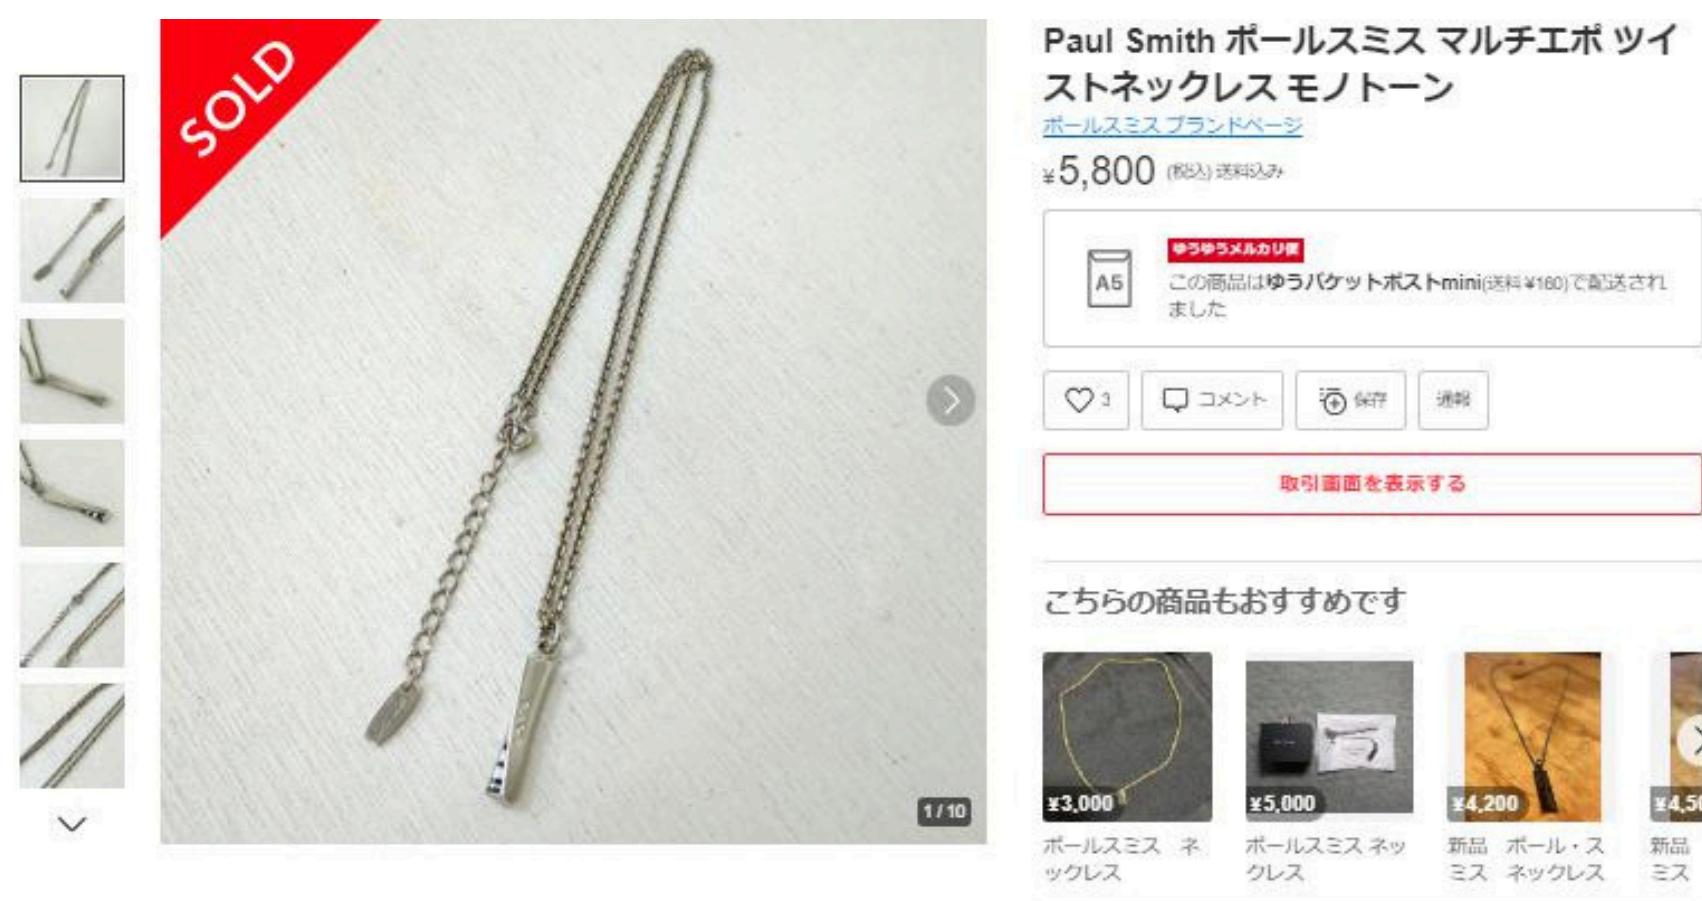 SOLD
1 / 10
Paul Smith ポールスミス マルチエポ ツイ
ストネックレス モノトーン
ポールスミス ブランドページ
¥5,800 (税込) 送料込み
ゆうゆうメルカリ便
A5
この商品はゆうパケットポストmini(送料 ¥160)で配送され
ました
3
コメント
保存
通報
取引画面を表示する
こちらの商品もおすすめです
¥3,000
ポールスミス ネ
ックレス
¥5,000
ポールスミス ネッ
クレス
¥4,200
新品 ポール・ス
ミス ネックレス
¥4,50
新品
ミス